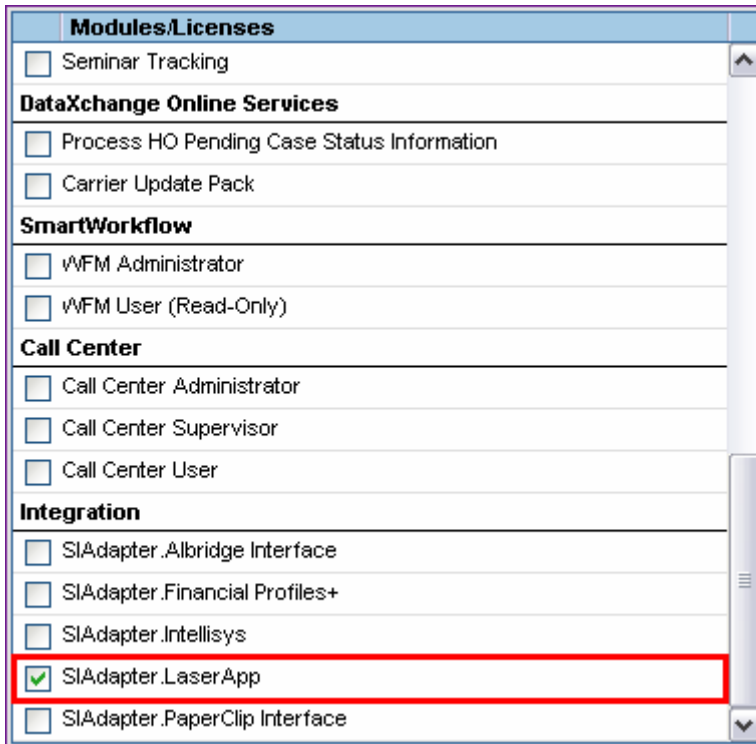 Modules/Licenses
Seminar Tracking
DataXchange Online Services
Process HO Pending Case Status Information
Carrier Update Pack
SmartWorkflow
WFM Administrator
WFM User (Read-Only)
Call Center
Call Center Administrator
Call Center Supervisor
Call Center User
Integration
SIAdapter.Albridge Interface
SIAdapter.Financial Profiles+
SIAdapter.Intellisys
SIAdapter.LaserApp
SIAdapter.PaperClip Interface